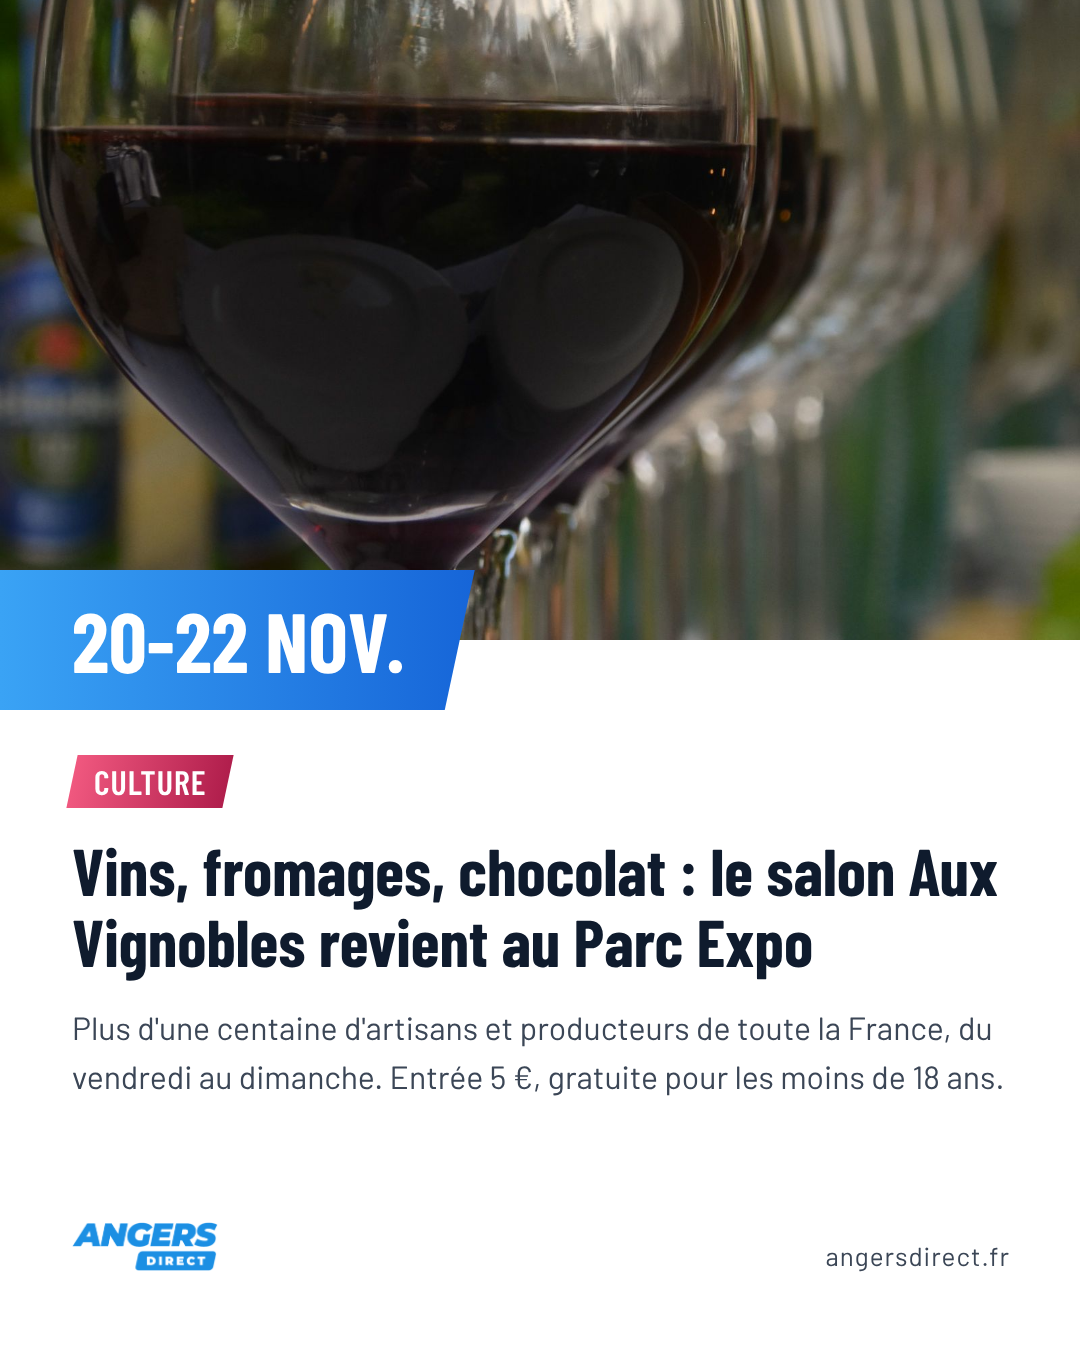 20-22 NOV.
CULTURE
Vins, fromages, chocolat : le salon Aux
Vignobles revient au Parc Expo
Plus d'une centaine d'artisans et producteurs de toute la France, du
vendredi au dimanche. Entrée 5 €, gratuite pour les moins de 18 ans.
ANGERS
DIRECT
angersdirect.fr